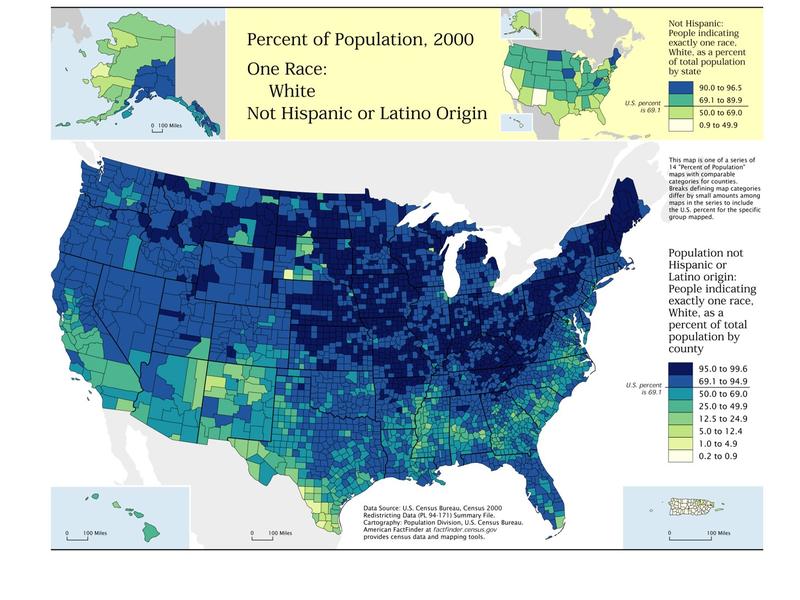 Percent of Population, 2000
One Race:
White
Not Hispanic or Latino Origin
0 100 Miles
Not Hispanic:
People indicating
exactly one race,
White, as a percent
of total population
by state
U.S. percent
is 69.1
90.0 to 96.5
69.1 to 89.9
50.0 to 69.0
0.9 to 49.9
This map is one of a series of
14 "Percent of Population"
maps with comparable
categories for counties.
Breaks defining map categories
differ by small amounts among
maps in the series to include
the U.S. percent for the specific
group mapped.
Population not
Hispanic or
Latino origin:
People indicating
exactly one race,
White, as a
percent of total
population by
county
U.S. percent
is 69.1
95.0 to 99.6
69.1 to 94.9
50.0 to 69.0
25.0 to 49.9
12.5 to 24.9
5.0 to 12.4
1.0 to 4.9
0.2 to 0.9
0 100 Miles
0 100 Miles
Data Source: U.S. Census Bureau, Census 2000
Redistricting Data (PL 94-171) Summary File.
Cartography: Population Division, U.S. Census Bureau.
American FactFinder at factfinder.census.gov
provides census data and mapping tools.
0 100 Miles